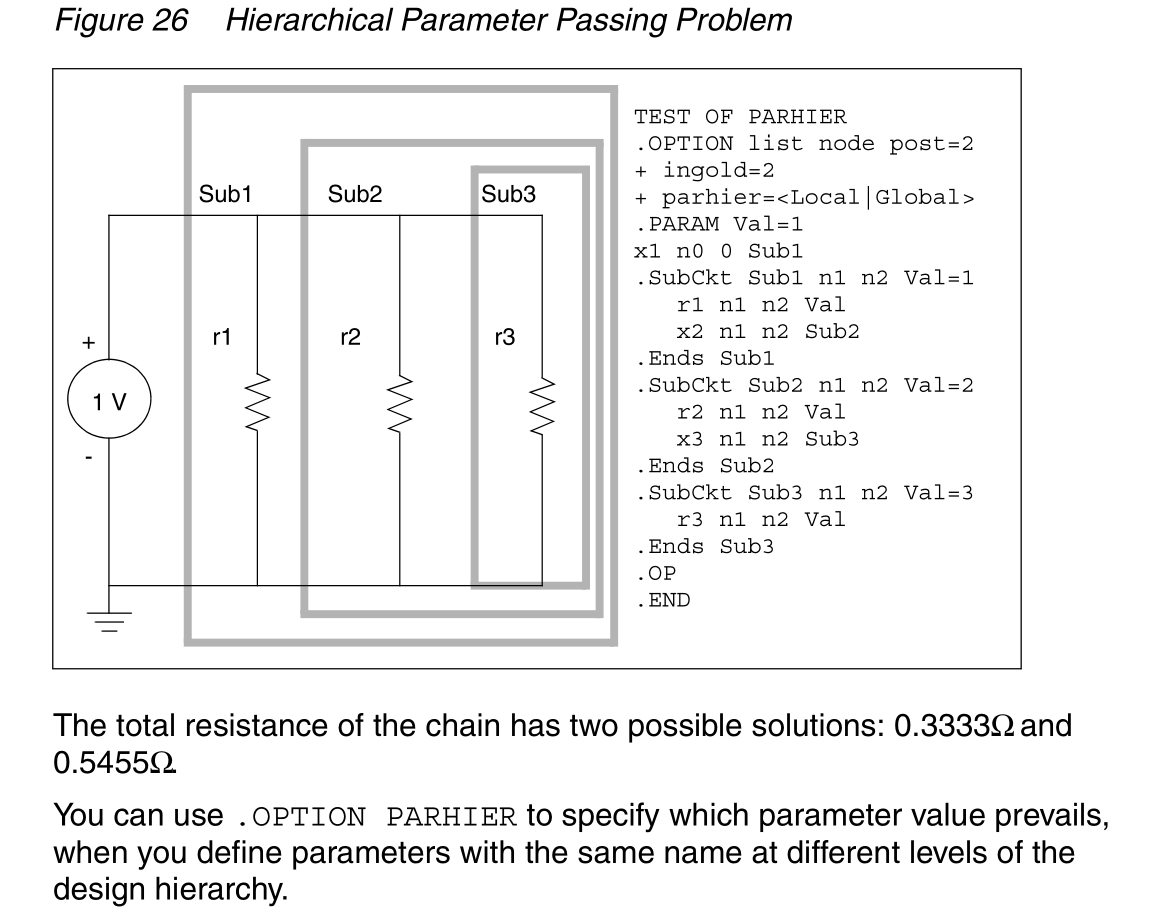 Figure 26 Hierarchical Parameter Passing Problem
Sub1 Sub2 Sub3
r1 r2 r3
+
1 V
-
TEST OF PARHIER
.OPTION list node post=2
+ ingold=2
+ parhier=<Local|Global>
.PARAM Val=1
x1 n0 0 Sub1
.SubCkt Sub1 n1 n2 Val=1
r1 n1 n2 Val
x2 n1 n2 Sub2
.Ends Sub1
.SubCkt Sub2 n1 n2 Val=2
r2 n1 n2 Val
x3 n1 n2 Sub3
.Ends Sub2
.SubCkt Sub3 n1 n2 Val=3
r3 n1 n2 Val
.Ends Sub3
.OP
.END
The total resistance of the chain has two possible solutions: 0.3333Ω and
0.5455Ω.
You can use .OPTION PARHIER to specify which parameter value prevails,
when you define parameters with the same name at different levels of the
design hierarchy.